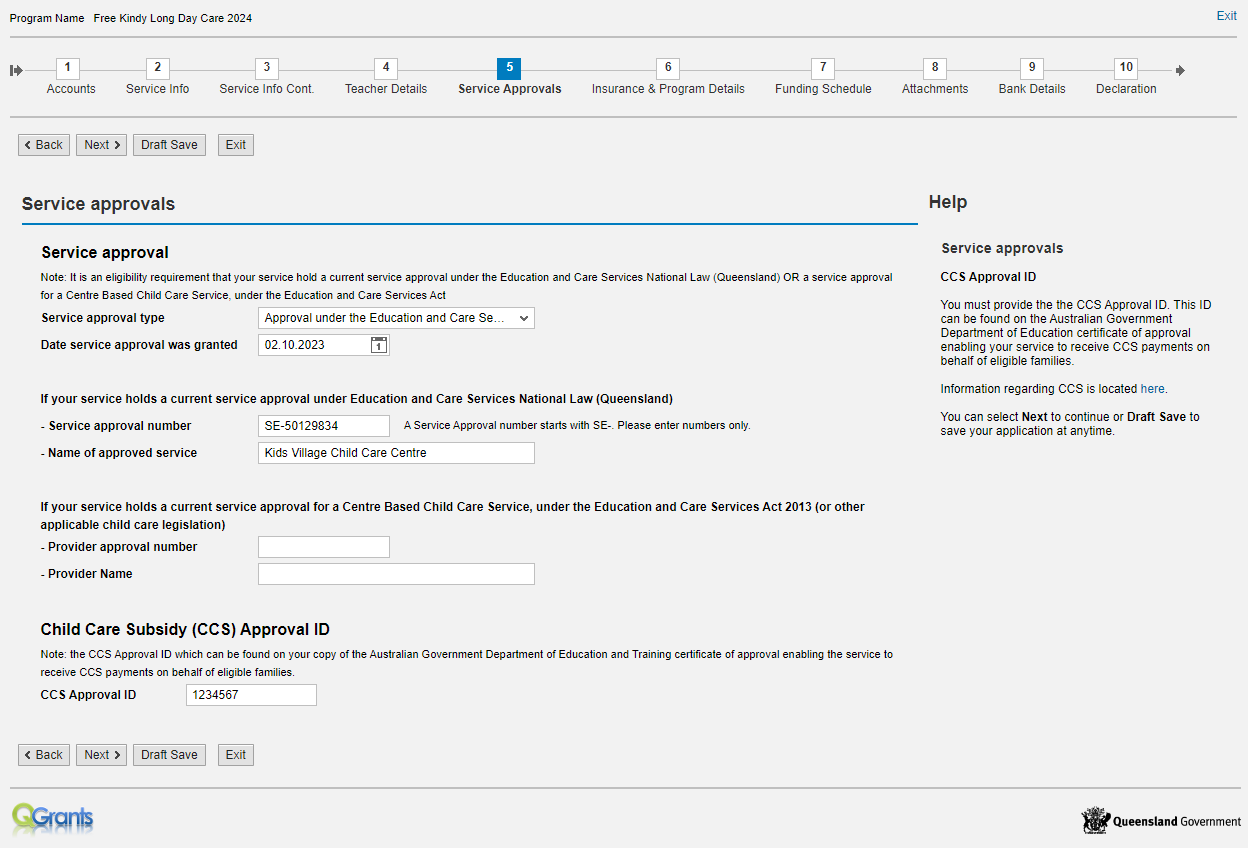 Program Name Free Kindy Long Day Care 2024
Exit
1 2 3 4 5 6 7 8 9 10
Accounts Service Info Service Info Cont. Teacher Details Service Approvals Insurance & Program Details Funding Schedule Attachments Bank Details Declaration
Back Next Draft Save Exit
Service approvals
Service approval
Note: It is an eligibility requirement that your service hold a current service approval under the Education and Care Services National Law (Queensland) OR a service approval
for a Centre Based Child Care Service, under the Education and Care Services Act
Service approval type Approval under the Education and Care Se...
Date service approval was granted 02.10.2023 1
If your service holds a current service approval under Education and Care Services National Law (Queensland)
- Service approval number SE-50129834 A Service Approval number starts with SE-. Please enter numbers only.
- Name of approved service Kids Village Child Care Centre
If your service holds a current service approval for a Centre Based Child Care Service, under the Education and Care Services Act 2013 (or other
applicable child care legislation)
- Provider approval number
- Provider Name
Child Care Subsidy (CCS) Approval ID
Note: the CCS Approval ID which can be found on your copy of the Australian Government Department of Education and Training certificate of approval enabling the service to
receive CCS payments on behalf of eligible families.
CCS Approval ID 1234567
Back Next Draft Save Exit
Help
Service approvals
CCS Approval ID
You must provide the the CCS Approval ID. This ID
can be found on the Australian Government
Department of Education certificate of approval
enabling your service to receive CCS payments on
behalf of eligible families.
Information regarding CCS is located here.
You can select Next to continue or Draft Save to
save your application at anytime.
QGrants
Queensland Government